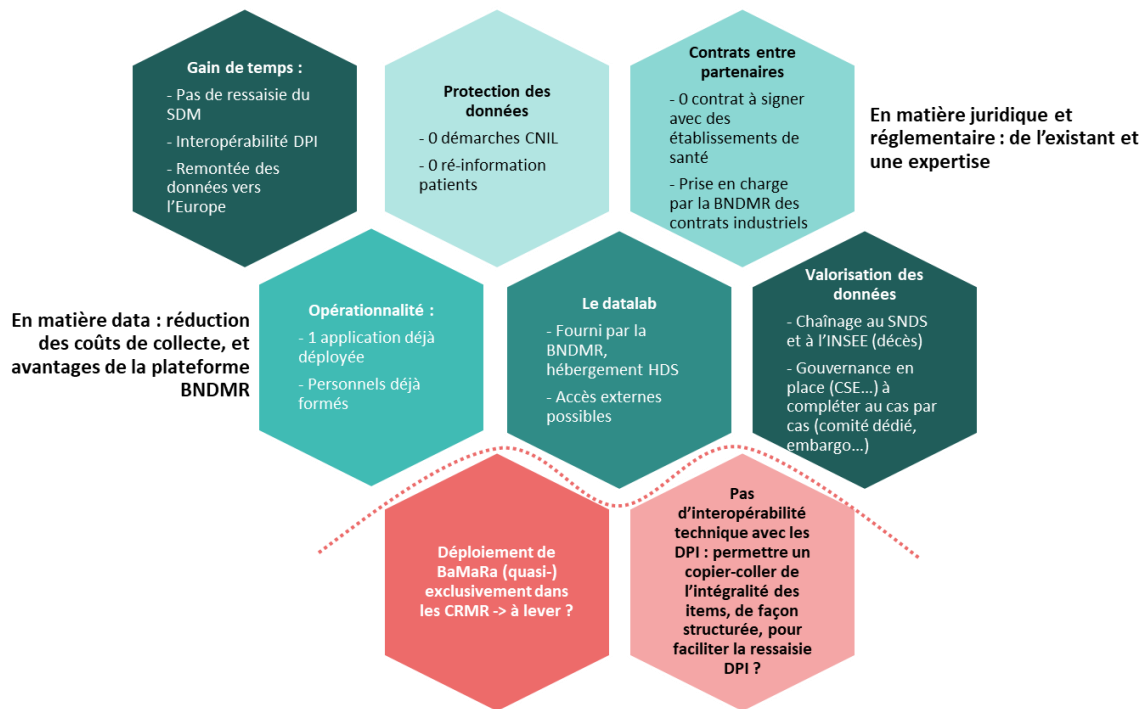 Gain de temps :
- Pas de ressaisie du
SDM
- Interopérabilité DPI
- Remontée des
données vers
l’Europe
Protection des
données
- 0 démarches CNIL
- 0 ré-information
patients
Contrats entre
partenaires
- 0 contrat à signer
avec des
établissements de
santé
- Prise en charge
par la BNDMR des
contrats industriels
En matière juridique et
réglementaire : de l’existant et
une expertise
En matière data : réduction
des coûts de collecte, et
avantages de la plateforme
BNDMR
Opérationnalité :
- 1 application déjà
déployée
- Personnels déjà
formés
Le datalab
- Fourni par la
BNDMR,
hébergement HDS
- Accès externes
possibles
Valorisation des
données
- Chaînage au SNDS
et à l’INSEE (décès)
- Gouvernance en
place (CSE...) à
compléter au cas par
cas (comité dédié,
embargo...)
Déploiement de
BaMaRa (quasi-)
exclusivement dans
les CRMR -> à lever ?
Pas
d’interopérabilité
technique avec les
DPI : permettre un
copier-coller de
l’intégralité des
items, de façon
structurée, pour
faciliter la ressaisie
DPI ?